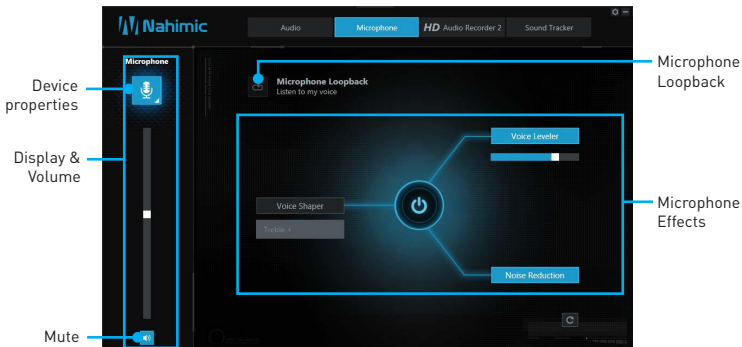 Nahimic
Audio
Microphone
HD Audio Recorder 2
Sound Tracker
Microphone
Device
properties
Display &
Volume
Mute
Microphone Loopback
Listen to my voice
Voice Leveler
Voice Shaper
Treble +
Noise Reduction
Microphone
Loopback
Microphone
Effects